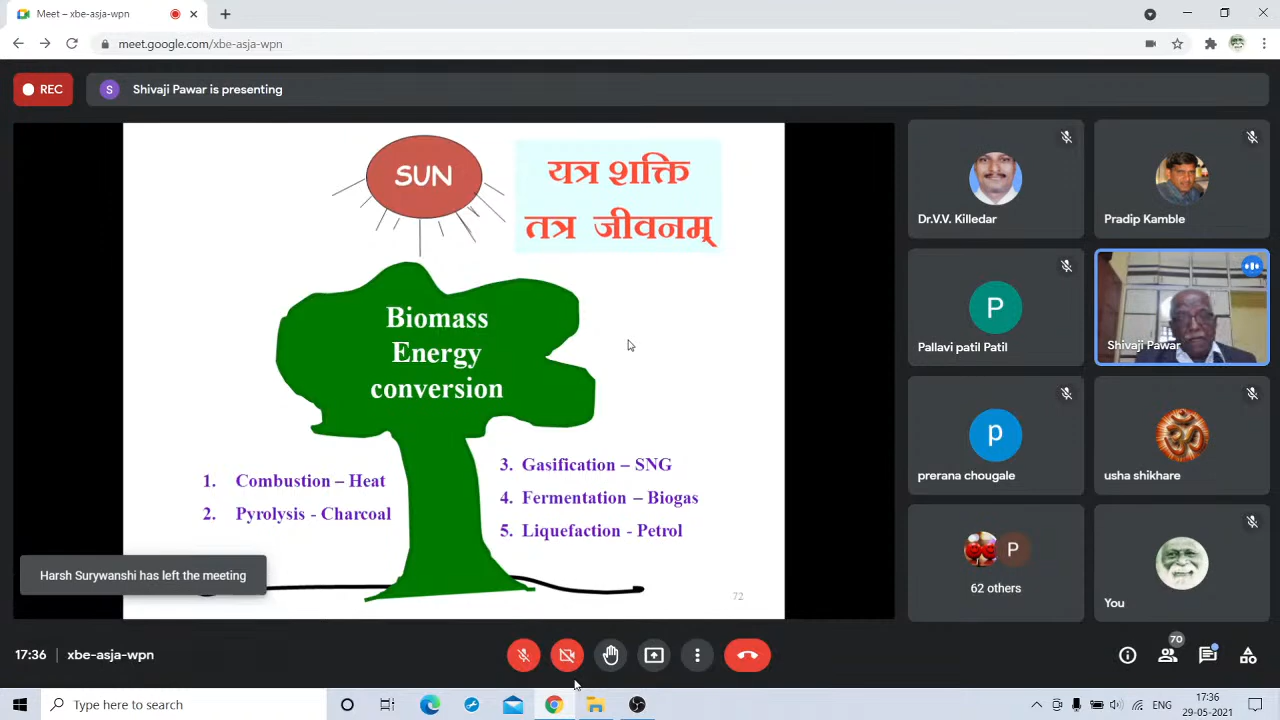 Meet – xbe-asja-wpn
meet.google.com/xbe-asja-wpn
REC
S
Shivaji Pawar is presenting
SUN
यत्र शक्ति
तत्र जीवनम्
Biomass
Energy
conversion
1. Combustion – Heat
2. Pyrolysis - Charcoal
3. Gasification – SNG
4. Fermentation – Biogas
5. Liquefaction - Petrol
72
Harsh Surywanshi has left the meeting
Dr.V.V. Killedar
Pradip Kamble
P
Pallavi patil Patil
Shivaji Pawar
p
prerana chougale
usha shikhare
P
62 others
You
17:36 | xbe-asja-wpn
70
Type here to search
ENG
17:36
29-05-2021